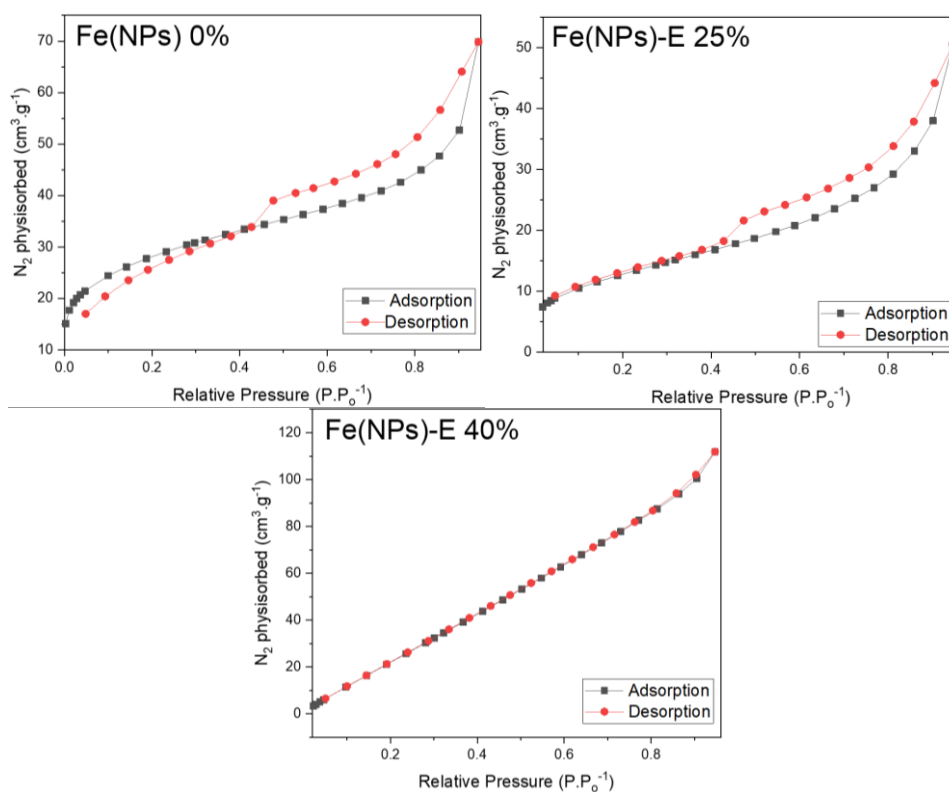 Fe(NPs) 0%
70
60
50
40
30
20
10
N₂ physisorbed (cm³.g⁻¹)
Adsorption
Desorption
0.0 0.2 0.4 0.6 0.8
Relative Pressure (P.Pₒ⁻¹)
Fe(NPs)-E 25%
50
40
30
20
10
0
N₂ physisorbed (cm³.g⁻¹)
Adsorption
Desorption
0.2 0.4 0.6 0.8
Relative Pressure (P.Pₒ⁻¹)
Fe(NPs)-E 40%
120
100
80
60
40
20
0
N₂ physisorbed (cm³.g⁻¹)
Adsorption
Desorption
0.2 0.4 0.6 0.8
Relative Pressure (P.Pₒ⁻¹)